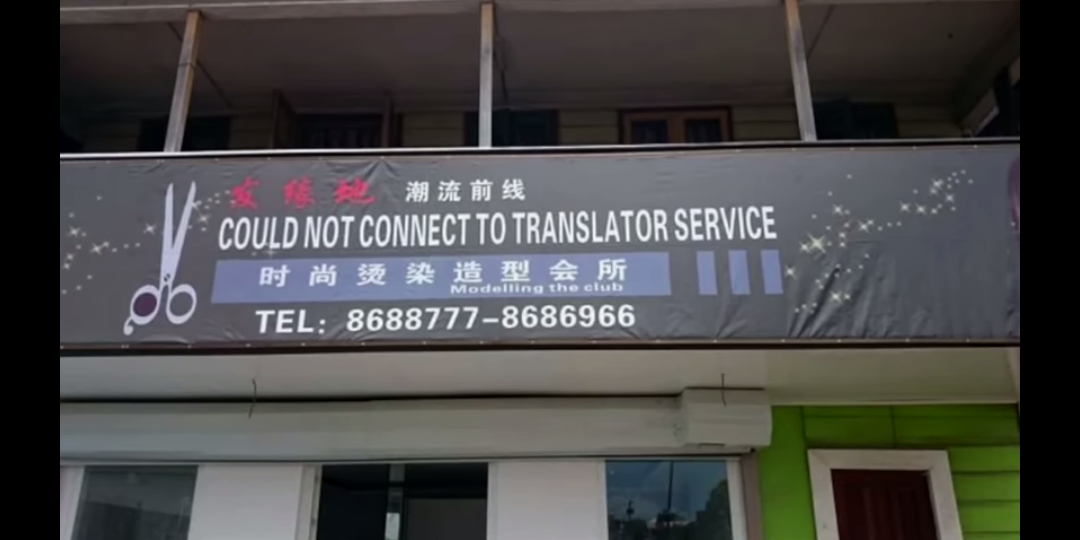 友缘地 潮流前线
COULD NOT CONNECT TO TRANSLATOR SERVICE
时尚烫染造型会所
Modelling the club
TEL: 8688777-8686966